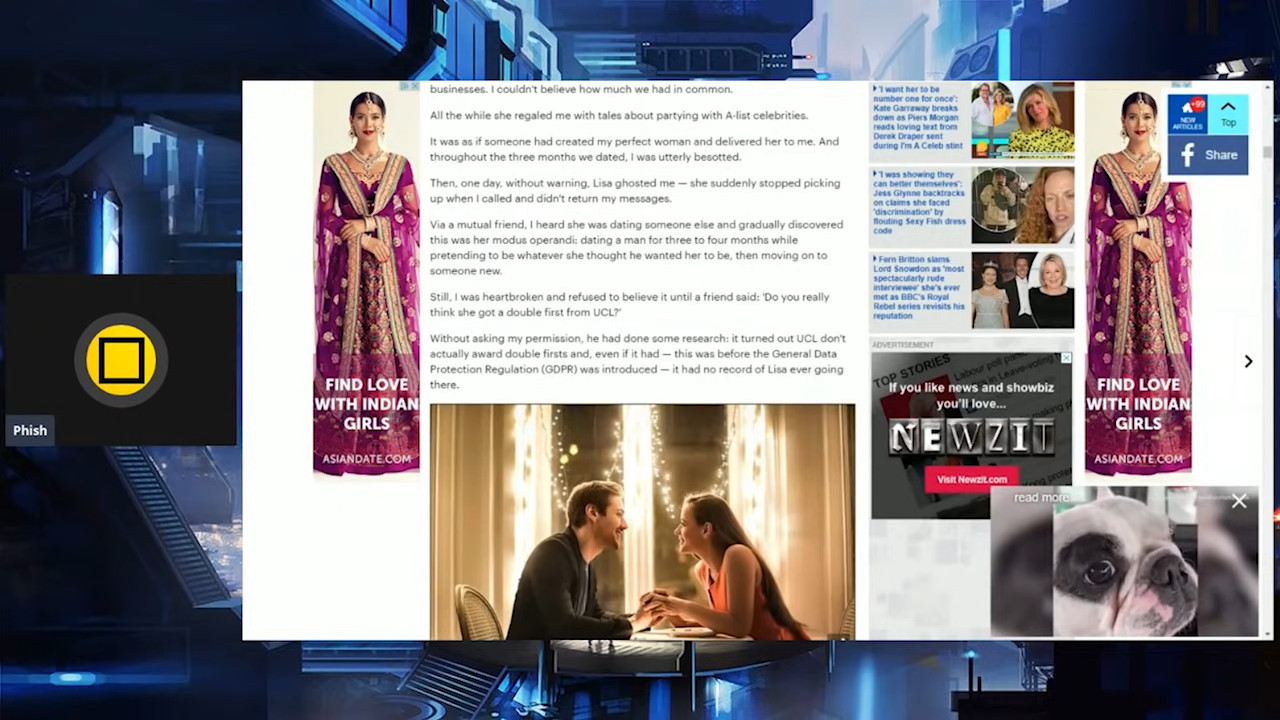 businesses. I couldn't believe how much we had in common.
All the while she regaled me with tales about partying with A-list celebrities.
It was as if someone had created my perfect woman and delivered her to me. And
throughout the three months we dated, I was utterly besotted.
Then, one day, without warning, Lisa ghosted me — she suddenly stopped picking
up when I called and didn't return my messages.
Via a mutual friend, I heard she was dating someone else and gradually discovered
this was her modus operandi: dating a man for three to four months while
pretending to be whatever she thought he wanted her to be, then moving on to
someone new.
Still, I was heartbroken and refused to believe it until a friend said: 'Do you really
think she got a double first from UCL?'
Without asking my permission, he had done some research: it turned out UCL don't
actually award double firsts and, even if it had — this was before the General Data
Protection Regulation (GDPR) was introduced — it had no record of Lisa ever going
there.
FIND LOVE
WITH INDIAN
GIRLS
ASIANDATE.COM
Phish
'I want her to be
number one for once':
Kate Garraway breaks
down as Piers Morgan
reads loving text from
Derek Draper sent
during I'm A Celeb stint
'I was showing they
can better themselves':
Jess Glynne backtracks
on claims she faced
'discrimination' by
flouting Sexy Fish dress
code
Fern Britton slams
Lord Snowdon as 'most
spectacularly rude
interviewee' she's ever
met as BBC's Royal
Rebel series revisits his
reputation
ADVERTISEMENT
TOP STORIES
If you like news and showbiz
you'll love...
NEWZIT
Visit Newzit.com
+99
NEW
ARTICLES
Top
Share
FIND LOVE
WITH INDIAN
GIRLS
ASIANDATE.COM
read more